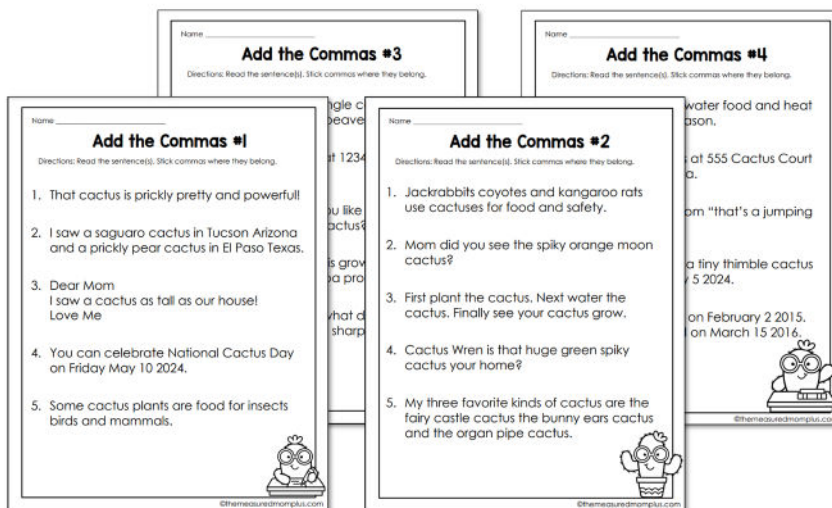 Name
Add the Commas #3
Directions: Read the sentence(s). Stick commas where they belong.
at 1234
ou like
actus?
is grow
what d
sharp
Name
Add the Commas #4
Directions: Read the sentence(s). Stick commas where they belong.
water food and heat
ason.
at 555 Cactus Court
a.
om “that’s a jumping
a tiny thimble cactus
5 2024.
on February 2 2015.
on March 15 2016.
©themeasuredmomplus.com
Name
Add the Commas #1
Directions: Read the sentence(s). Stick commas where they belong.
1. That cactus is prickly pretty and powerful!
2. I saw a saguaro cactus in Tucson Arizona
and a prickly pear cactus in El Paso Texas.
3. Dear Mom
I saw a cactus as tall as our house!
Love Me
4. You can celebrate National Cactus Day
on Friday May 10 2024.
5. Some cactus plants are food for insects
birds and mammals.
©themeasuredmomplus.com
Name
Add the Commas #2
Directions: Read the sentence(s). Stick commas where they belong.
1. Jackrabbits coyotes and kangaroo rats
use cactuses for food and safety.
2. Mom did you see the spiky orange moon
cactus?
3. First plant the cactus. Next water the
cactus. Finally see your cactus grow.
4. Cactus Wren is that huge green spiky
cactus your home?
5. My three favorite kinds of cactus are the
fairy castle cactus the bunny ears cactus
and the organ pipe cactus.
©themeasuredmomplus.com